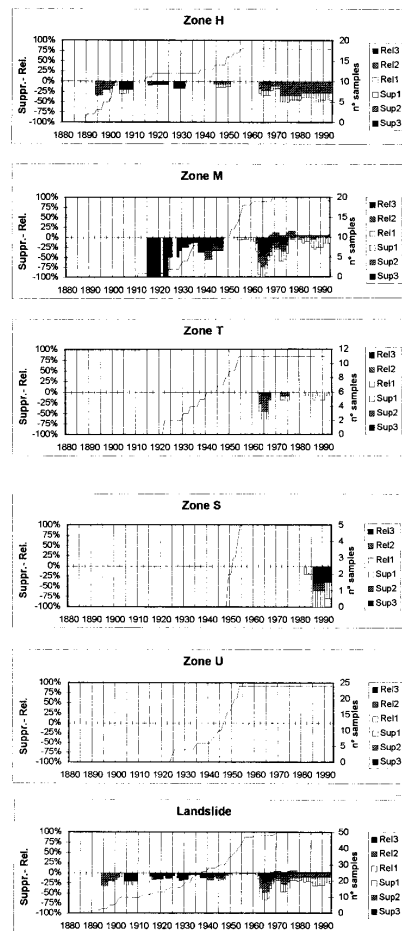 Zone H
100%
75%
50%
25%
0%
-25%
-50%
-75%
-100%
Suppr.- Rel.
20
15
10
5
0
n° samples
1880 1890 1900 1910 1920 1930 1940 1950 1960 1970 1980 1990
Rel3
Rel2
Rel1
Sup1
Sup2
Sup3
Zone M
100%
75%
50%
25%
0%
-25%
-50%
-75%
-100%
Suppr.- Rel.
20
15
10
5
0
n° samples
1880 1890 1900 1910 1920 1930 1940 1950 1960 1970 1980 1990
Rel3
Rel2
Rel1
Sup1
Sup2
Sup3
Zone T
100%
75%
50%
25%
0%
-25%
-50%
-75%
-100%
Suppr.- Rel.
12
10
8
6
4
2
0
n° samples
1880 1890 1900 1910 1920 1930 1940 1950 1960 1970 1980 1990
Rel3
Rel2
Rel1
Sup1
Sup2
Sup3
Zone S
100%
75%
50%
25%
0%
-25%
-50%
-75%
-100%
Suppr.- Rel.
5
4
3
2
1
0
n° samples
1880 1890 1900 1910 1920 1930 1940 1950 1960 1970 1980 1990
Rel3
Rel2
Rel1
Sup1
Sup2
Sup3
Zone U
100%
75%
50%
25%
0%
-25%
-50%
-75%
-100%
Suppr.- Rel.
25
20
15
10
5
0
n° samples
1880 1890 1900 1910 1920 1930 1940 1950 1960 1970 1980 1990
Rel3
Rel2
Rel1
Sup1
Sup2
Sup3
Landslide
100%
75%
50%
25%
0%
-25%
-50%
-75%
-100%
Suppr.- Rel.
50
40
30
20
10
0
n° samples
1880 1890 1900 1910 1920 1930 1940 1950 1960 1970 1980 1990
Rel3
Rel2
Rel1
Sup1
Sup2
Sup3